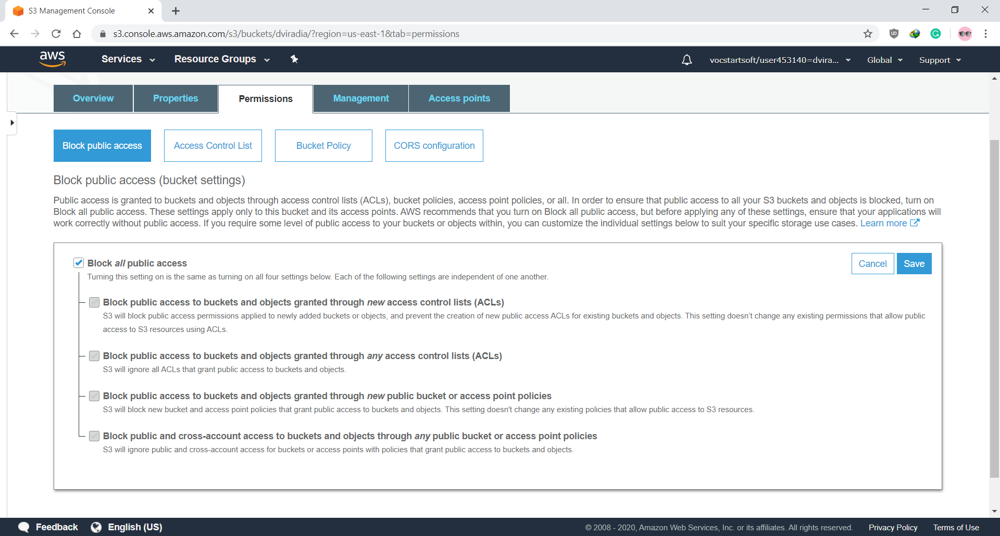 S3 Management Console
s3.console.aws.amazon.com/s3/buckets/dviradia/?region=us-east-1&tab=permissions
aws
Services
Resource Groups
vocstartsoft/user453140=dvira...
Global
Support
Overview
Properties
Permissions
Management
Access points
Block public access
Access Control List
Bucket Policy
CORS configuration
Block public access (bucket settings)
Public access is granted to buckets and objects through access control lists (ACLs), bucket policies, access point policies, or all. In order to ensure that public access to all your S3 buckets and objects is blocked, turn on
Block all public access. These settings apply only to this bucket and its access points. AWS recommends that you turn on Block all public access, but before applying any of these settings, ensure that your applications will
work correctly without public access. If you require some level of public access to your buckets or objects within, you can customize the individual settings below to suit your specific storage use cases. Learn more
Block all public access
Cancel
Save
Turning this setting on is the same as turning on all four settings below. Each of the following settings are independent of one another.
Block public access to buckets and objects granted through new access control lists (ACLs)
S3 will block public access permissions applied to newly added buckets or objects, and prevent the creation of new public access ACLs for existing buckets and objects. This setting doesn't change any existing permissions that allow public
access to S3 resources using ACLs.
Block public access to buckets and objects granted through any access control lists (ACLs)
S3 will ignore all ACLs that grant public access to buckets and objects.
Block public access to buckets and objects granted through new public bucket or access point policies
S3 will block new bucket and access point policies that grant public access to buckets and objects. This setting doesn't change any existing policies that allow public access to S3 resources.
Block public and cross-account access to buckets and objects through any public bucket or access point policies
S3 will ignore public and cross-account access for buckets or access points with policies that grant public access to buckets and objects.
Feedback
English (US)
© 2008 - 2020, Amazon Web Services, Inc. or its affiliates. All rights reserved.
Privacy Policy
Terms of Use